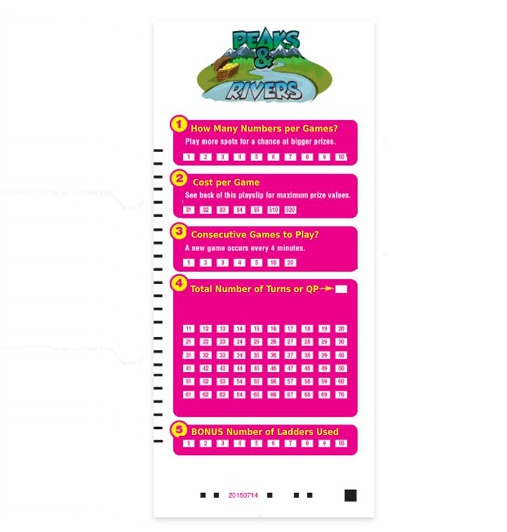 PEAKS
&
RIVERS
1 How Many Numbers per Games?
Play more spots for a chance at bigger prizes.
1 2 3 4 5 6 7 8 9 10
2 Cost per Game
See back of this playslip for maximum prize values.
$1 $2 $3 $4 $5 $10 $20
3 Consecutive Games to Play?
A new game occurs every 4 minutes.
1 2 3 4 5 10 20
4 Total Number of Turns or QP
11 12 13 14 15 16 17 18 19 20
21 22 23 24 25 26 27 28 29 30
31 32 33 34 35 36 37 38 39 40
41 42 43 44 45 46 47 48 49 50
51 52 53 54 55 56 57 58 59 60
61 62 63 64 65 66 67 68 69 70
5 BONUS Number of Ladders Used
1 2 3 4 5 6 7 8 9 10
20150714